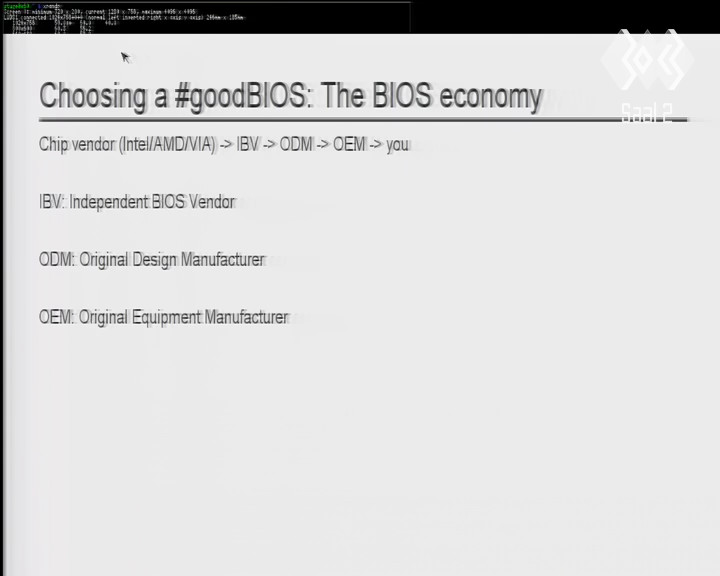 Choosing a #goodBIOS: The BIOS economy
Saal 2
Chip vendor (Intel/AMD/VIA) -> IBV -> ODM -> OEM -> you
IBV: Independent BIOS Vendor
ODM: Original Design Manufacturer
OEM: Original Equipment Manufacturer